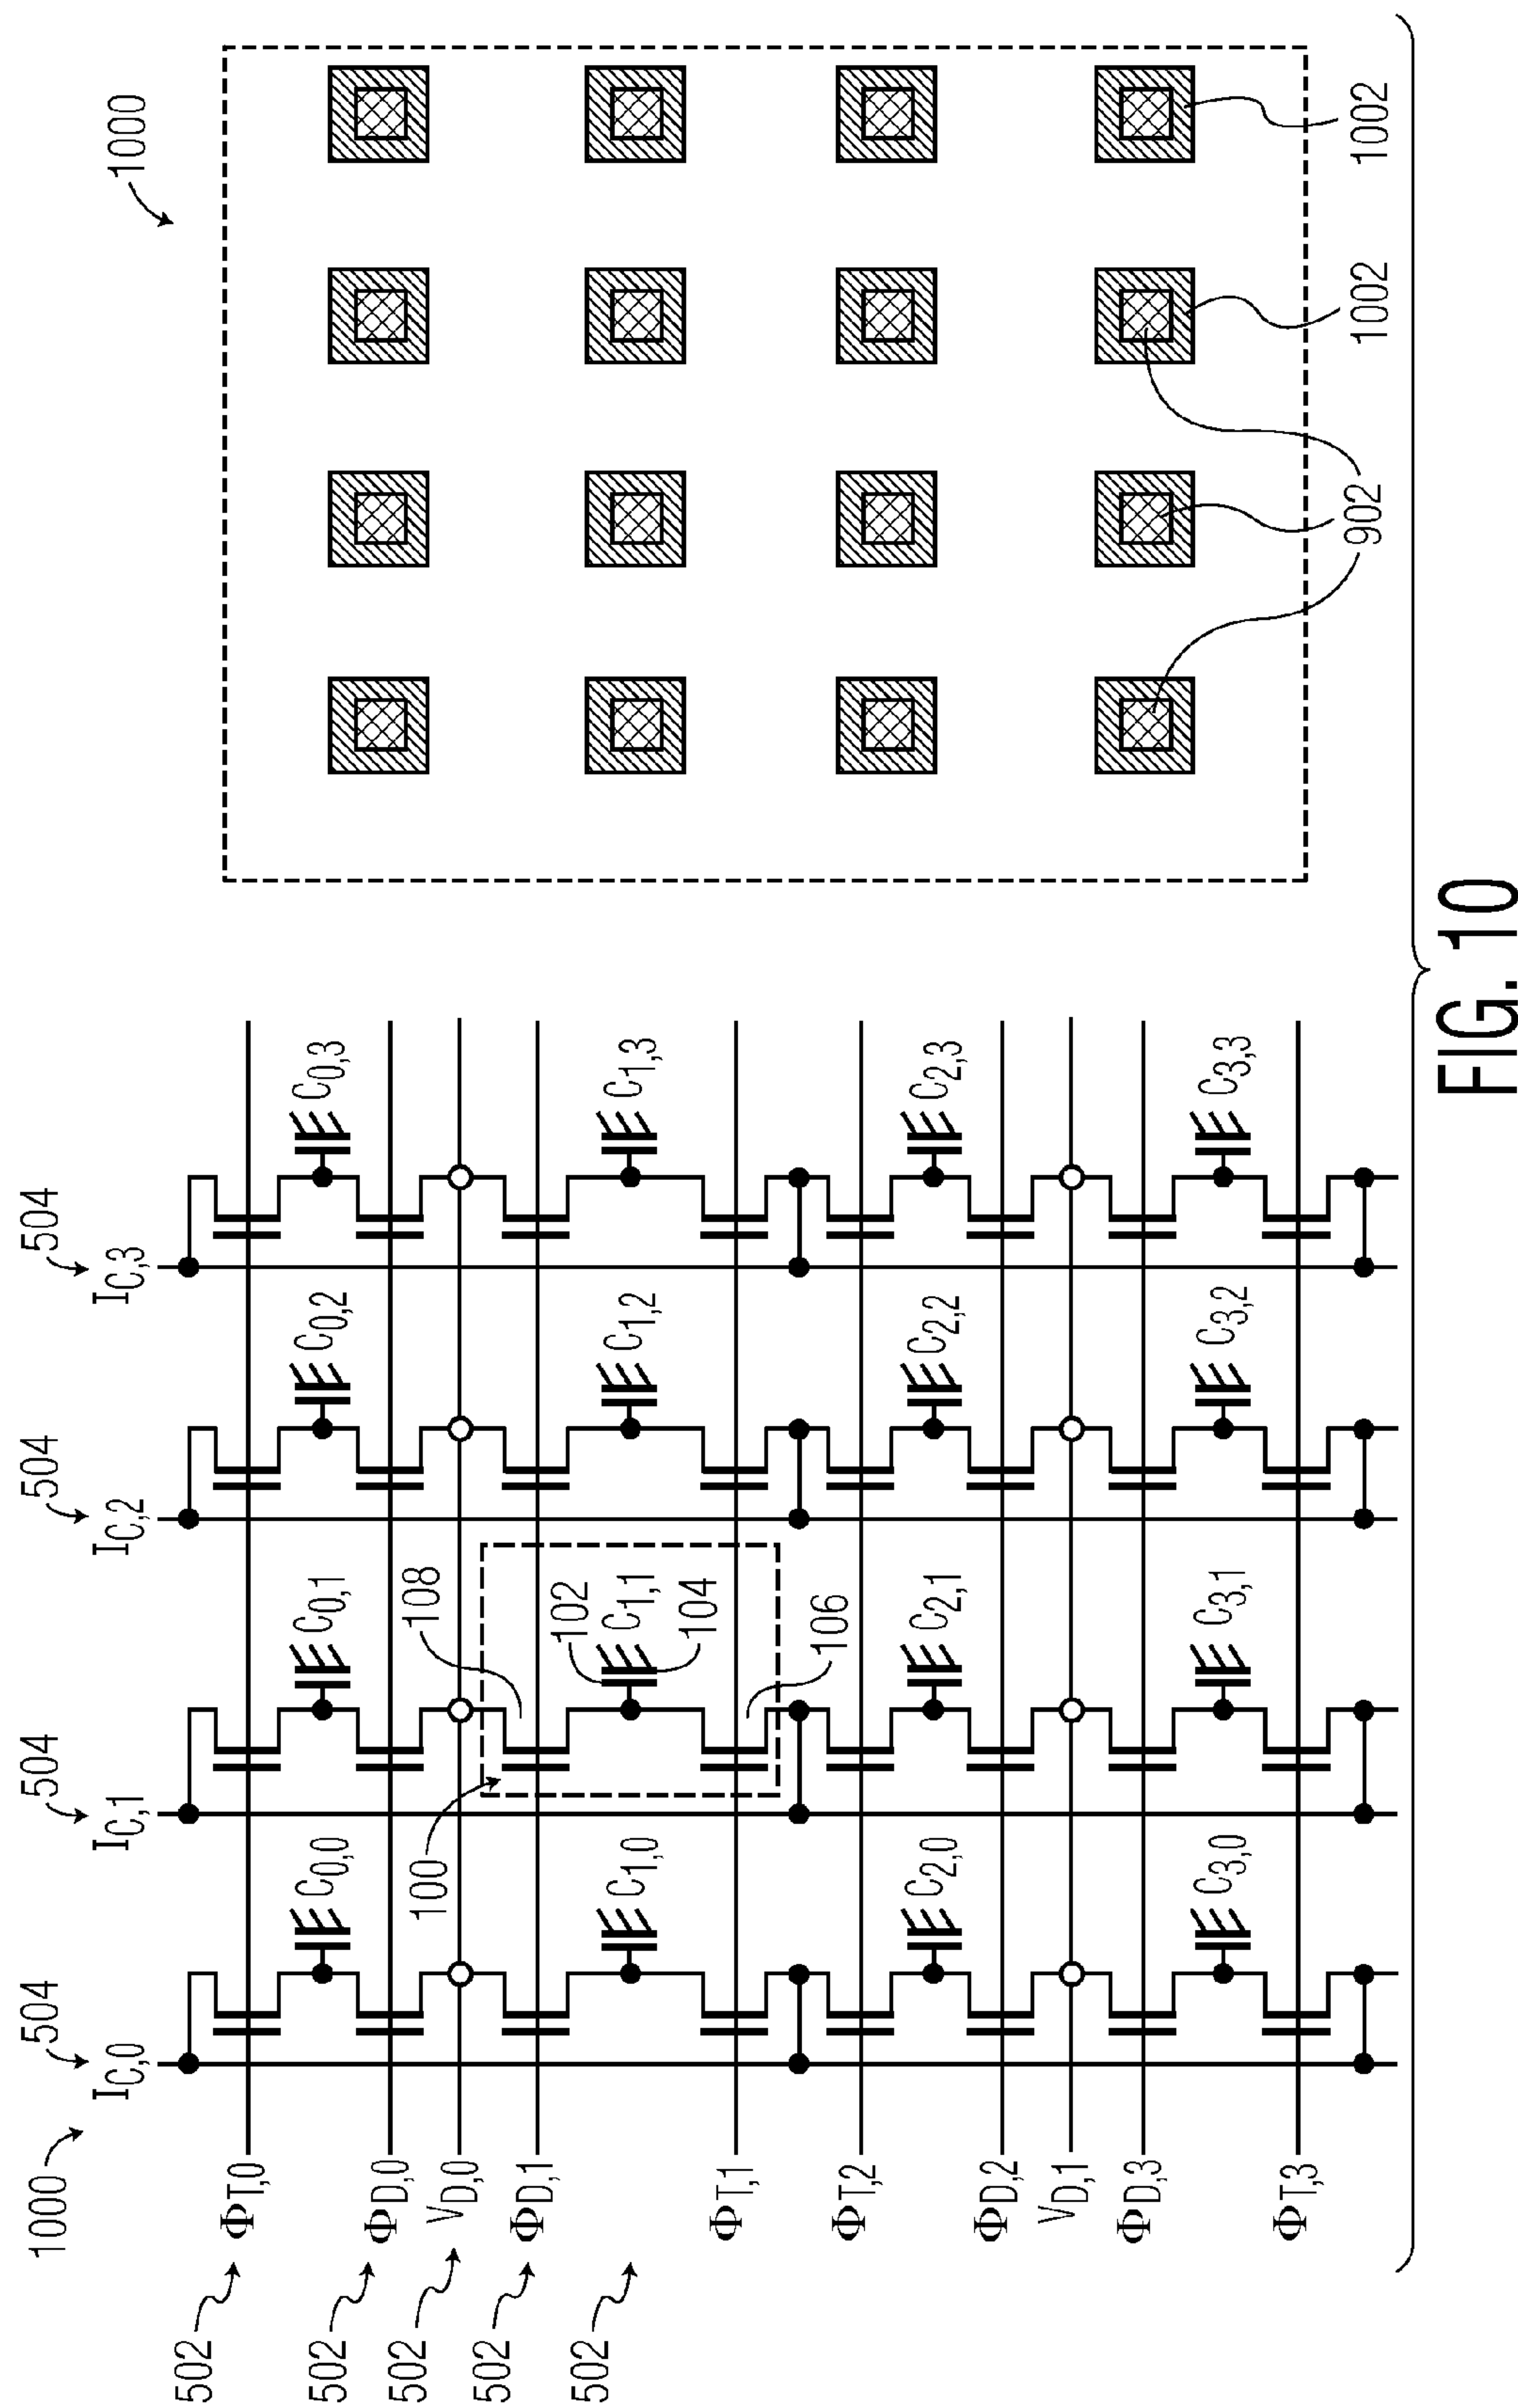 1000
504
504
504
504
I_C,0
I_C,1
I_C,2
I_C,3
502
Φ_T,0
C_0,0
C_0,1
C_0,2
C_0,3
502
Φ_D,0
502
V_D,0
100
108
502
Φ_D,1
102
502
C_1,0
C_1,1
C_1,2
C_1,3
104
Φ_T,1
106
Φ_T,2
C_2,0
C_2,1
C_2,2
C_2,3
Φ_D,2
V_D,1
Φ_D,3
C_3,0
C_3,1
C_3,2
C_3,3
Φ_T,3
1000
902
1002
1002
FIG. 10